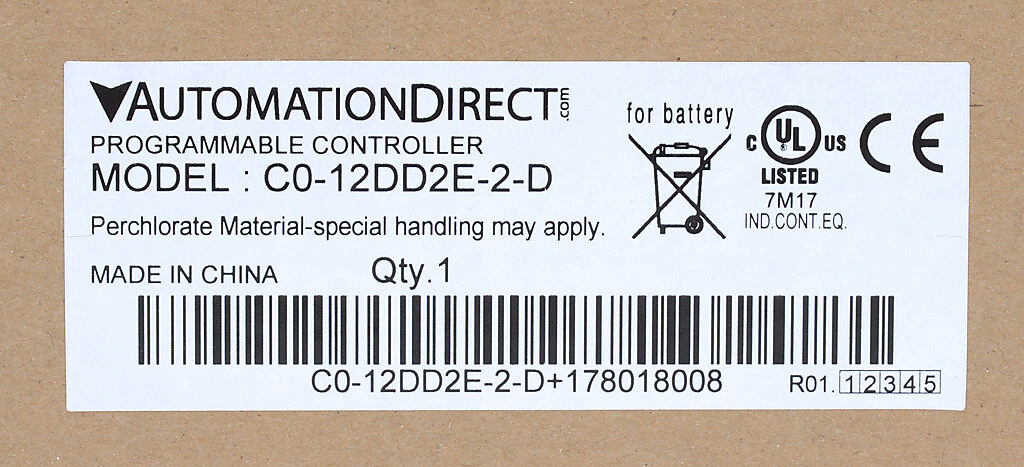 AUTOMATIONDIRECT.com
PROGRAMMABLE CONTROLLER
MODEL : C0-12DD2E-2-D
Perchlorate Material-special handling may apply.
for battery
C UL US
LISTED
7M17
IND.CONT.EQ.
CE
MADE IN CHINA Qty.1
C0-12DD2E-2-D+178018008
R01. 1 2 3 4 5